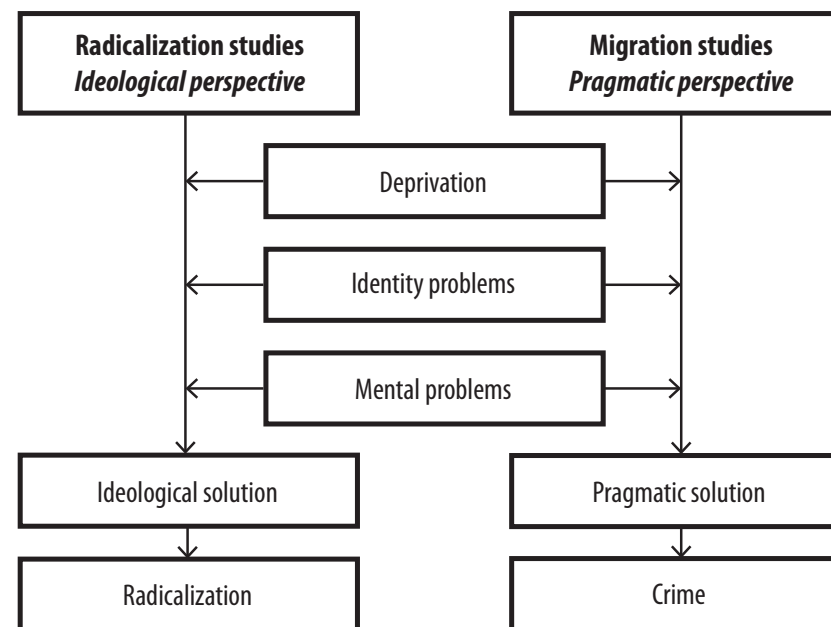 Radicalization studies
Ideological perspective
Migration studies
Pragmatic perspective
Deprivation
Identity problems
Mental problems
Ideological solution
Pragmatic solution
Radicalization
Crime